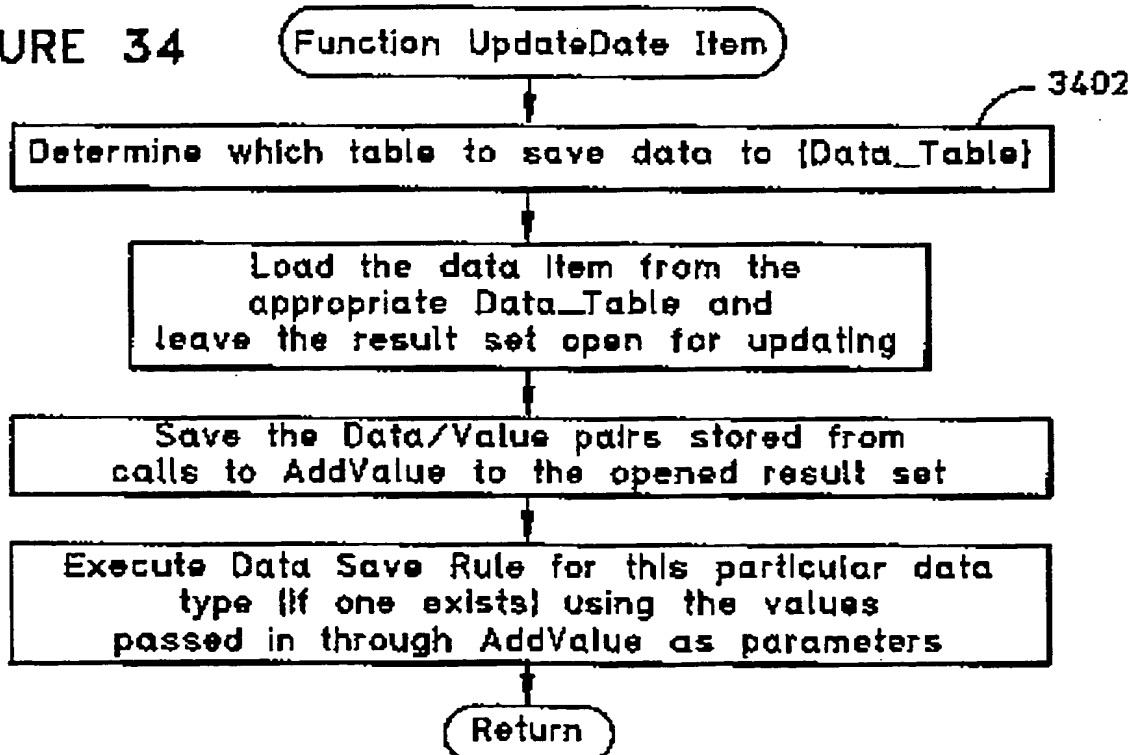 URE 34
Function UpdateDate Item
3402
Determine which table to save data to {Data_Table}
Load the data Item from the
appropriate Data_Table and
leave the result set open for updating
Save the Data/Value pairs stored from
calls to AddValue to the opened result set
Execute Data Save Rule for this particular data
type (if one exists) using the values
passed in through AddValue as parameters
Return